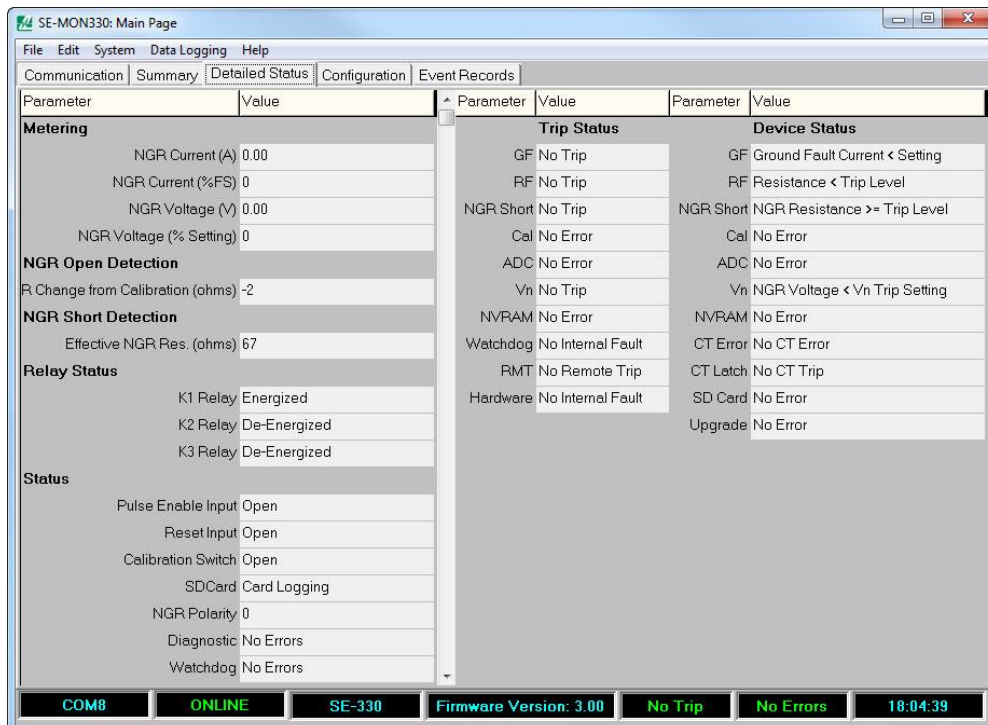 SE-MON330: Main Page
File Edit System Data Logging Help
Communication Summary Detailed Status Configuration Event Records
Parameter Value
Metering
NGR Current (A) 0.00
NGR Current (%FS) 0
NGR Voltage (V) 0.00
NGR Voltage (% Setting) 0
NGR Open Detection
R Change from Calibration (ohms) -2
NGR Short Detection
Effective NGR Res. (ohms) 67
Relay Status
K1 Relay Energized
K2 Relay De-Energized
K3 Relay De-Energized
Status
Pulse Enable Input Open
Reset Input Open
Calibration Switch Open
SDCard Card Logging
NGR Polarity 0
Diagnostic No Errors
Watchdog No Errors
Parameter Value
Trip Status
GF No Trip
RF No Trip
NGR Short No Trip
Cal No Error
ADC No Error
Vn No Trip
NVRAM No Error
Watchdog No Internal Fault
RMT No Remote Trip
Hardware No Internal Fault
Parameter Value
Device Status
GF Ground Fault Current < Setting
RF Resistance < Trip Level
NGR Short NGR Resistance >= Trip Level
Cal No Error
ADC No Error
Vn NGR Voltage < Vn Trip Setting
NVRAM No Error
CT Error No CT Error
CT Latch No CT Trip
SD Card No Error
Upgrade No Error
COM8 ONLINE SE-330 Firmware Version: 3.00 No Trip No Errors 18:04:39